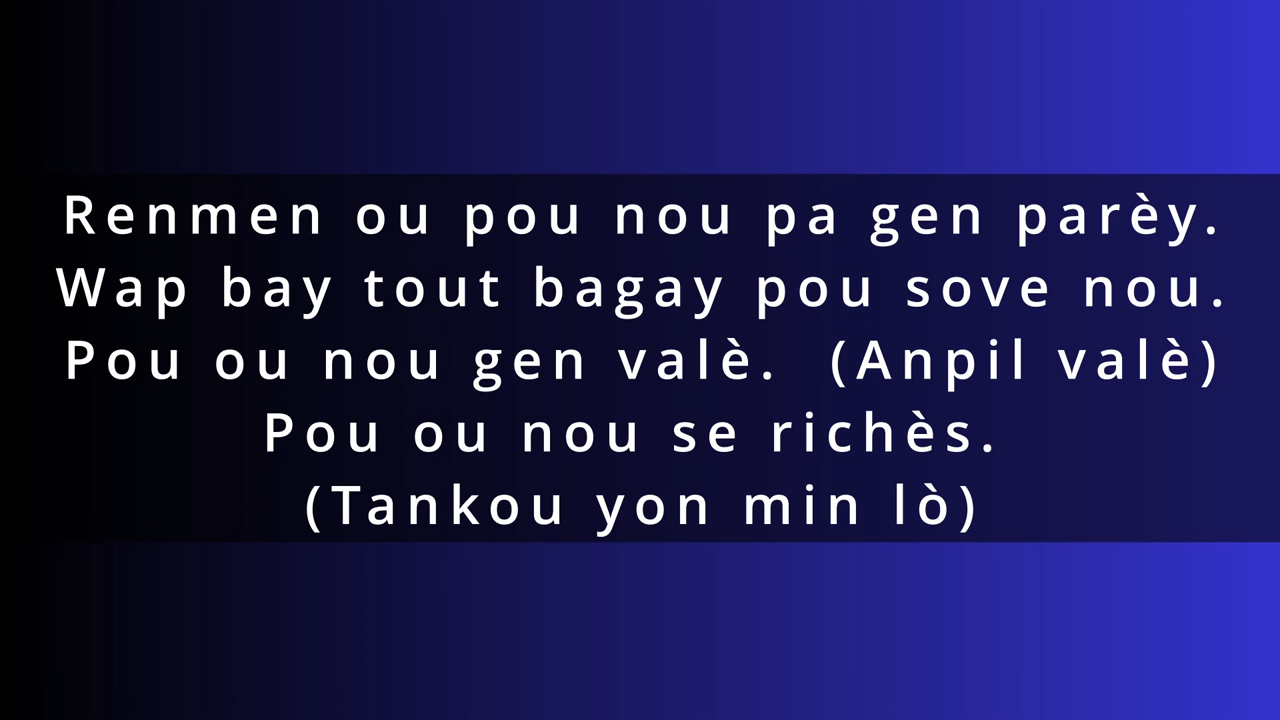 Renmen ou pou nou pa gen parèy.
Wap bay tout bagay pou sove nou.
Pou ou nou gen valè. (Anpil valè)
Pou ou nou se richès.
(Tankou yon min lò)